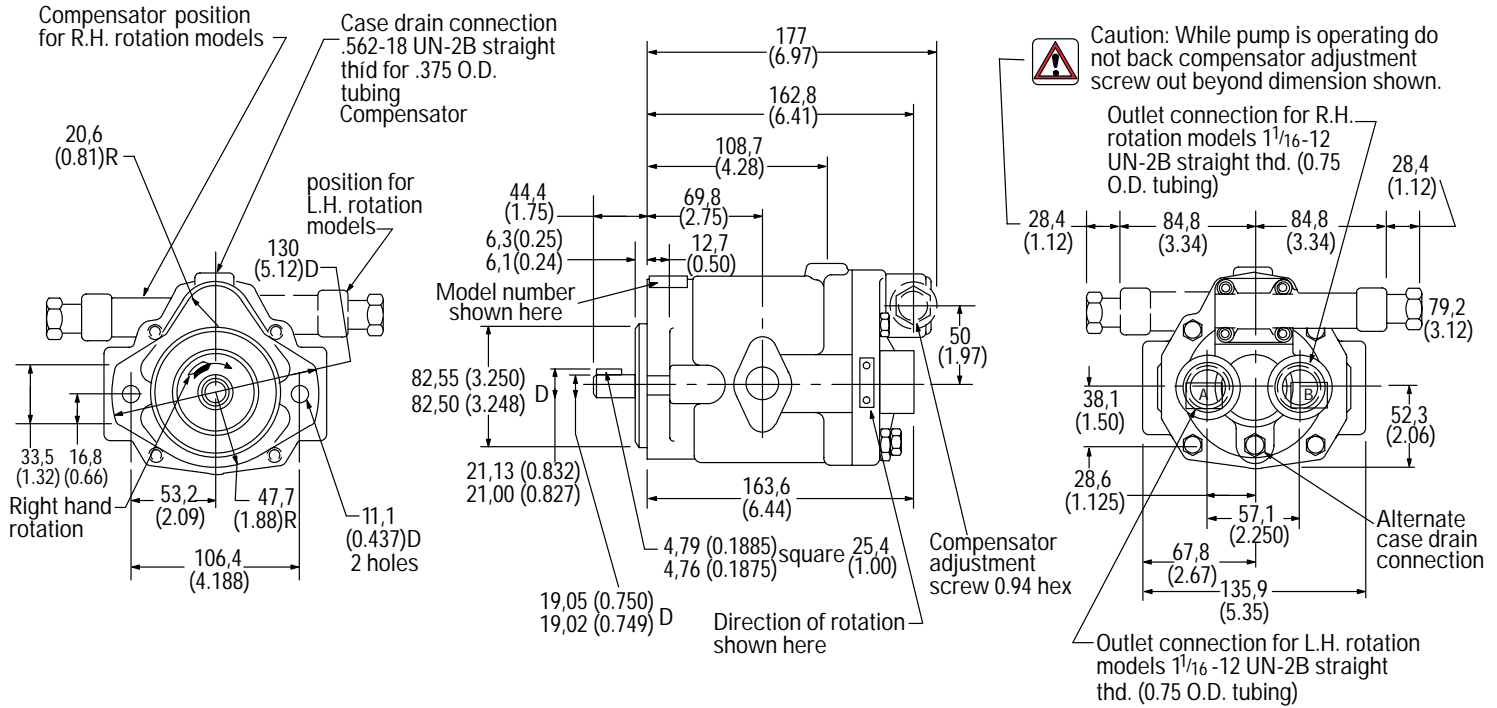 Compensator position
for R.H. rotation models
Case drain connection
.562-18 UN-2B straight
thíd for .375 O.D.
tubing
Compensator
20,6
(0.81)R
position for
L.H. rotation
models
130
(5.12)D
33,5
(1.32)
16,8
(0.66)
Right hand
rotation
53,2
(2.09)
47,7
(1.88)R
11,1
(0.437)D
2 holes
106,4
(4.188)
177
(6.97)
162,8
(6.41)
108,7
(4.28)
44,4
(1.75)
69,8
(2.75)
6,3(0.25)
6,1(0.24)
12,7
(0.50)
Model number
shown here
50
(1.97)
82,55 (3.250)
82,50 (3.248) D
21,13 (0.832)
21,00 (0.827)
163,6
(6.44)
4,79 (0.1885)
4,76 (0.1875) square
25,4
(1.00)
19,05 (0.750)
19,02 (0.749) D
Direction of rotation
shown here
Compensator
adjustment
screw 0.94 hex
Caution: While pump is operating do
not back compensator adjustment
screw out beyond dimension shown.
Outlet connection for R.H.
rotation models 1 1/16-12
UN-2B straight thd. (0.75
O.D. tubing)
28,4
(1.12)
28,4
(1.12)
84,8
(3.34)
84,8
(3.34)
79,2
(3.12)
A
B
38,1
(1.50)
52,3
(2.06)
28,6
(1.125)
57,1
(2.250)
67,8
(2.67)
135,9
(5.35)
Alternate
case drain
connection
Outlet connection for L.H. rotation
models 1 1/16 -12 UN-2B straight
thd. (0.75 O.D. tubing)